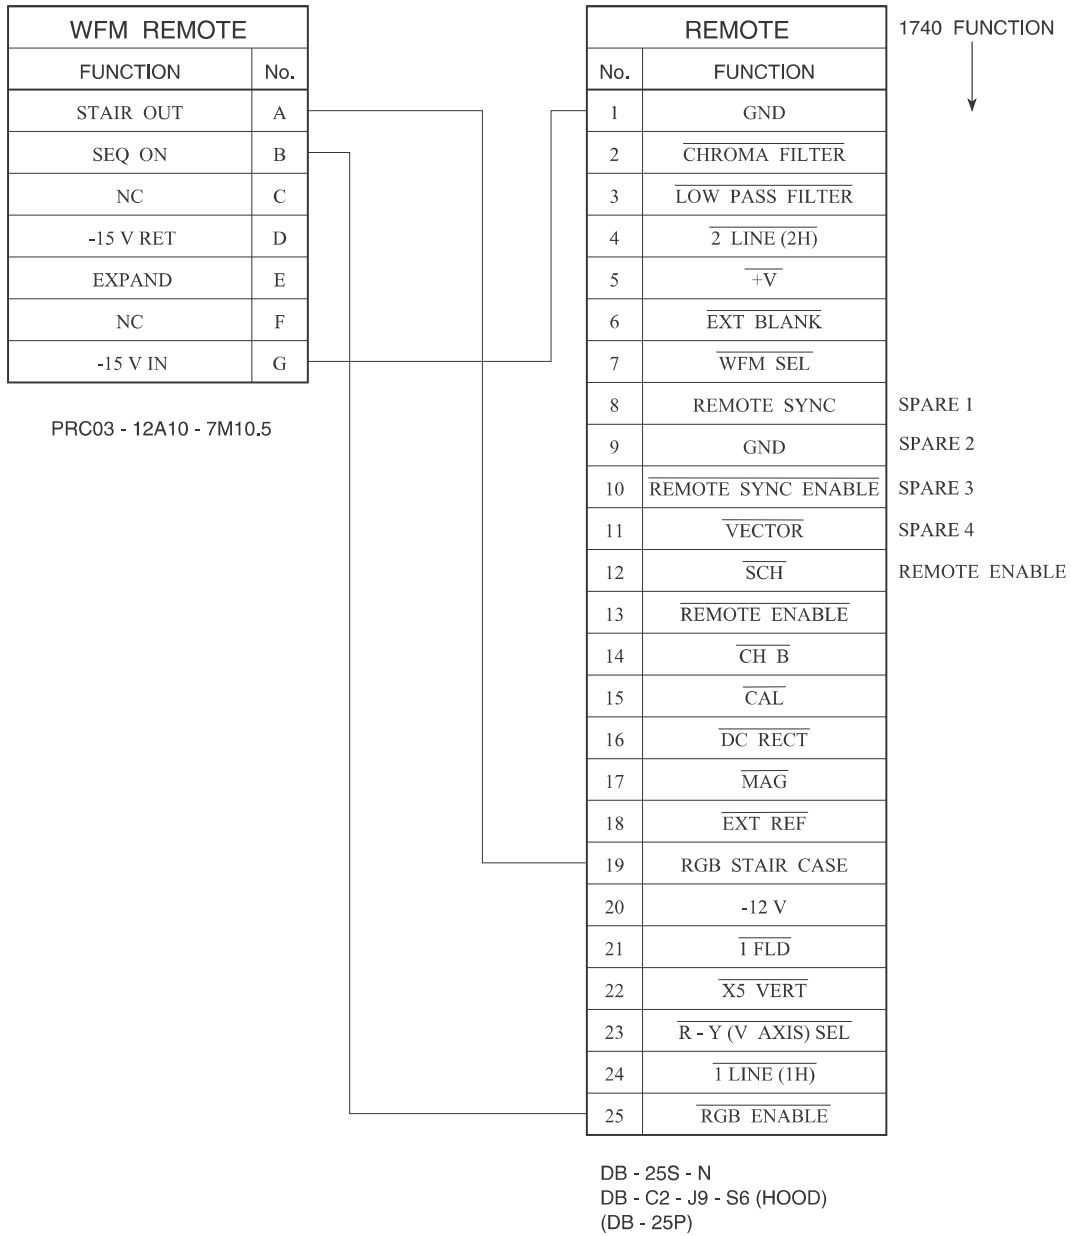 WFM REMOTE
FUNCTION No.
STAIR OUT A
SEQ ON B
NC C
-15 V RET D
EXPAND E
NC F
-15 V IN G
PRC03 - 12A10 - 7M10.5
REMOTE
No. FUNCTION
1740 FUNCTION
1 GND
2 CHROMA FILTER
3 LOW PASS FILTER
4 2 LINE (2H)
5 +V
6 EXT BLANK
7 WFM SEL
8 REMOTE SYNC SPARE 1
9 GND SPARE 2
10 REMOTE SYNC ENABLE SPARE 3
11 VECTOR SPARE 4
12 SCH REMOTE ENABLE
13 REMOTE ENABLE
14 CH B
15 CAL
16 DC RECT
17 MAG
18 EXT REF
19 RGB STAIR CASE
20 -12 V
21 1 FLD
22 X5 VERT
23 R - Y (V AXIS) SEL
24 1 LINE (1H)
25 RGB ENABLE
DB - 25S - N
DB - C2 - J9 - S6 (HOOD)
(DB - 25P)